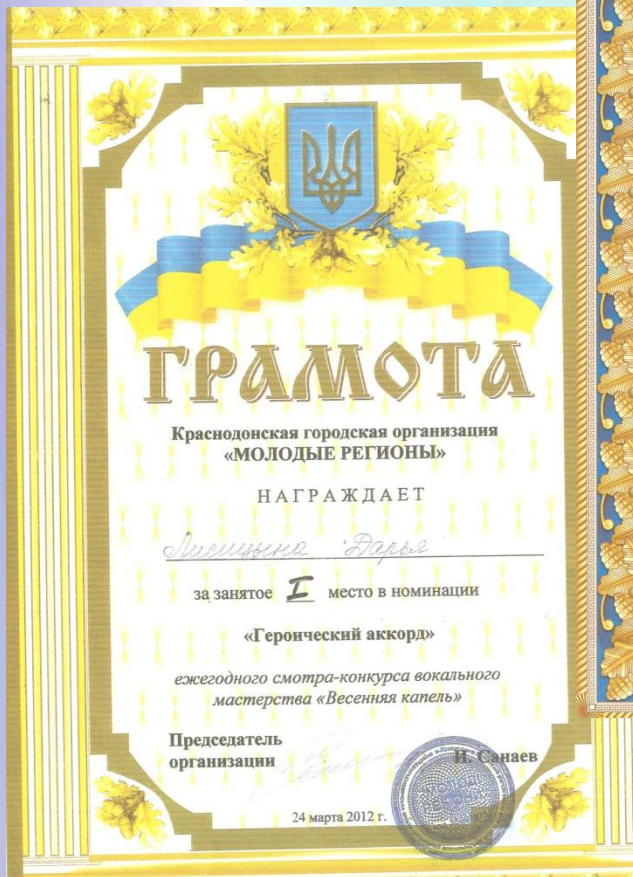 ГРАМОТА
Краснодонская городская организация
«МОЛОДЫЕ РЕГИОНЫ»
НАГРАЖДАЕТ
Лисицына Дарья
за занятое I место в номинации
«Героический аккорд»
ежегодного смотра-конкурса вокального
мастерства «Весенняя капель»
Председатель
организации И. Санаев
24 марта 2012 г.